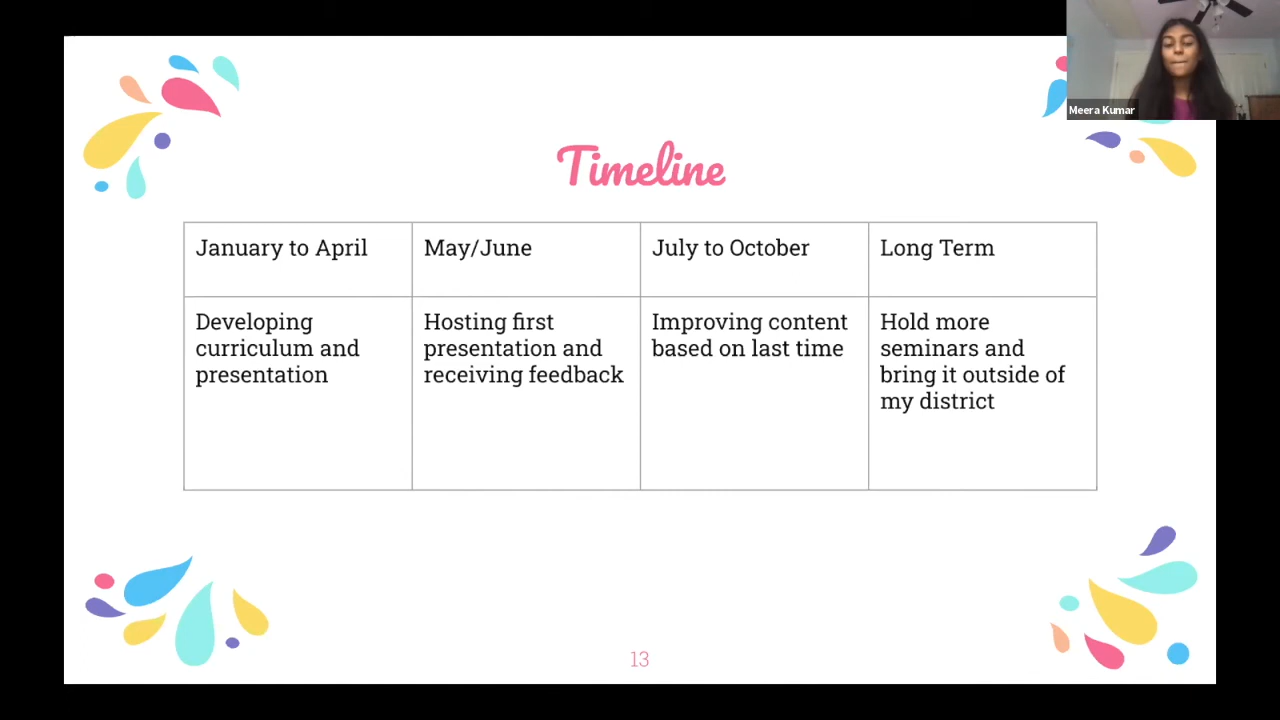 Meera Kumar
Timeline
January to April
May/June
July to October
Long Term
Developing
curriculum and
presentation
Hosting first
presentation and
receiving feedback
Improving content
based on last time
Hold more
seminars and
bring it outside of
my district
13